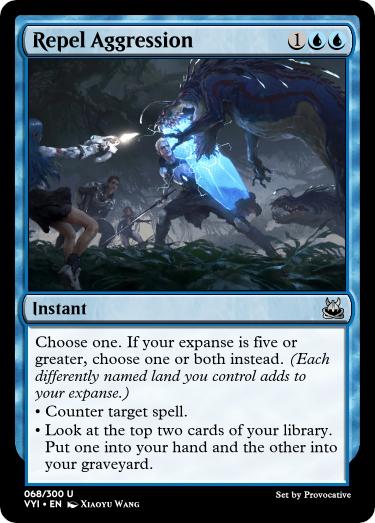 Repel Aggression 1
Instant
Choose one. If your expanse is five or
greater, choose one or both instead. (Each
differently named land you control adds to
your expanse.)
• Counter target spell.
• Look at the top two cards of your library.
Put one into your hand and the other into
your graveyard.
068/300 U
VYI • EN Xiaoyu Wang
Set by Provocative